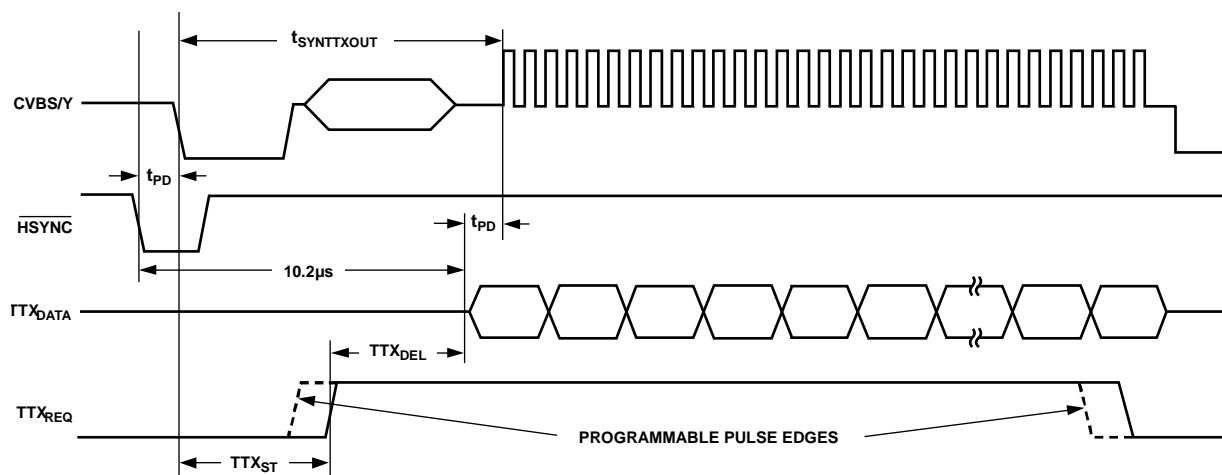 tSYNTTXOUT
CVBS/Y
tPD
HSYNC
tPD
10.2µs
TTXDATA
TTXDEL
TTXREQ
PROGRAMMABLE PULSE EDGES
TTXST